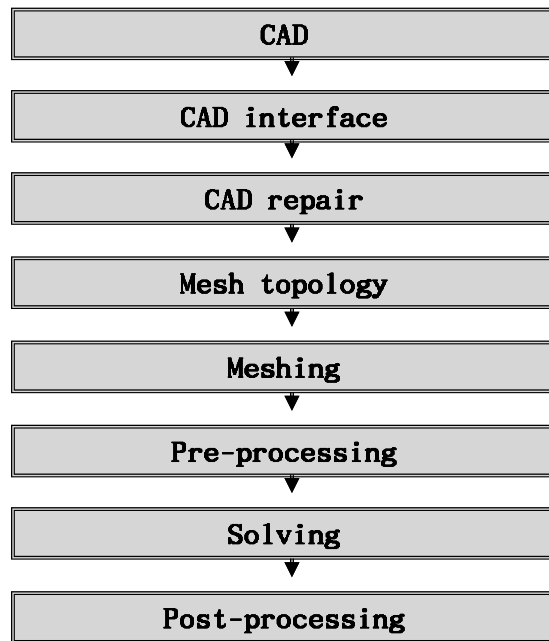 CAD
CAD interface
CAD repair
Mesh topology
Meshing
Pre-processing
Solving
Post-processing